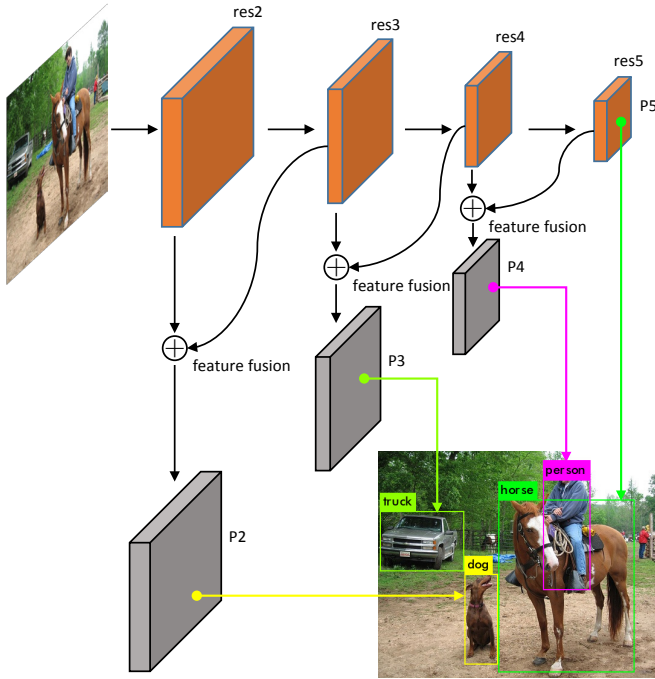 res2
res3
res4
res5
P5
feature fusion
P4
feature fusion
feature fusion
P3
person
horse
truck
P2
dog